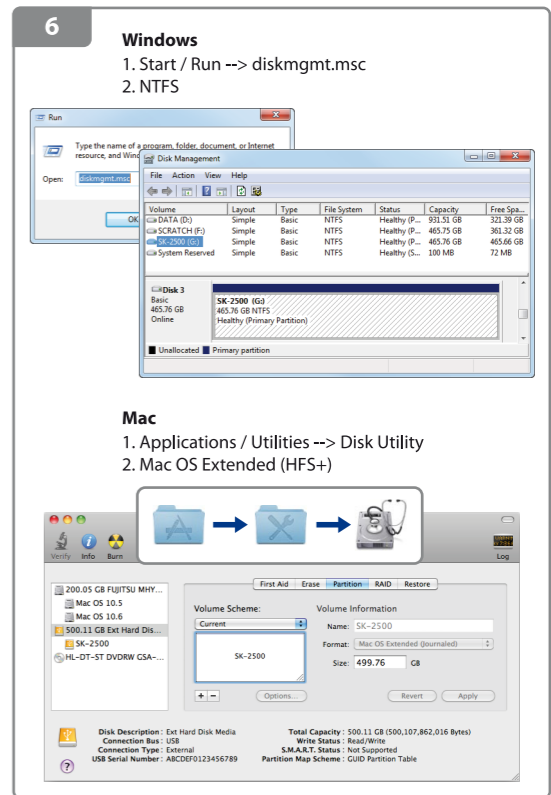 6
Windows
1. Start / Run --> diskmgmt.msc
2. NTFS
Run
Type the name of a program, folder, document, or Internet
resource, and Wind
Open: diskmgmt.msc
OK
Disk Management
File Action View Help
Volume Layout Type File System Status Capacity Free Spa...
DATA (D:) Simple Basic NTFS Healthy (P... 931.51 GB 321.39 GB
SCRATCH (F:) Simple Basic NTFS Healthy (P... 465.75 GB 361.32 GB
SK-2500 (G:) Simple Basic NTFS Healthy (P... 465.76 GB 465.66 GB
System Reserved Simple Basic NTFS Healthy (S... 100 MB 72 MB
Disk 3
Basic
465.76 GB
Online
SK-2500 (G:)
465.76 GB NTFS
Healthy (Primary Partition)
Unallocated Primary partition
Mac
1. Applications / Utilities --> Disk Utility
2. Mac OS Extended (HFS+)
Verify Info Burn
Log
200.05 GB FUJITSU MHY...
Mac OS 10.5
Mac OS 10.6
500.11 GB Ext Hard Dis...
SK-2500
HL-DT-ST DVDRW GSA-...
First Aid Erase Partition RAID Restore
Volume Scheme: Volume Information
Current
SK-2500
Name: SK-2500
Format: Mac OS Extended (Journaled)
Size: 499.76 GB
+ - Options... Revert Apply
Disk Description : Ext Hard Disk Media
Connection Bus : USB
Connection Type : External
USB Serial Number : ABCDEF0123456789
Total Capacity : 500.11 GB (500,107,862,016 Bytes)
Write Status : Read/Write
S.M.A.R.T. Status : Not Supported
Partition Map Scheme : GUID Partition Table
?